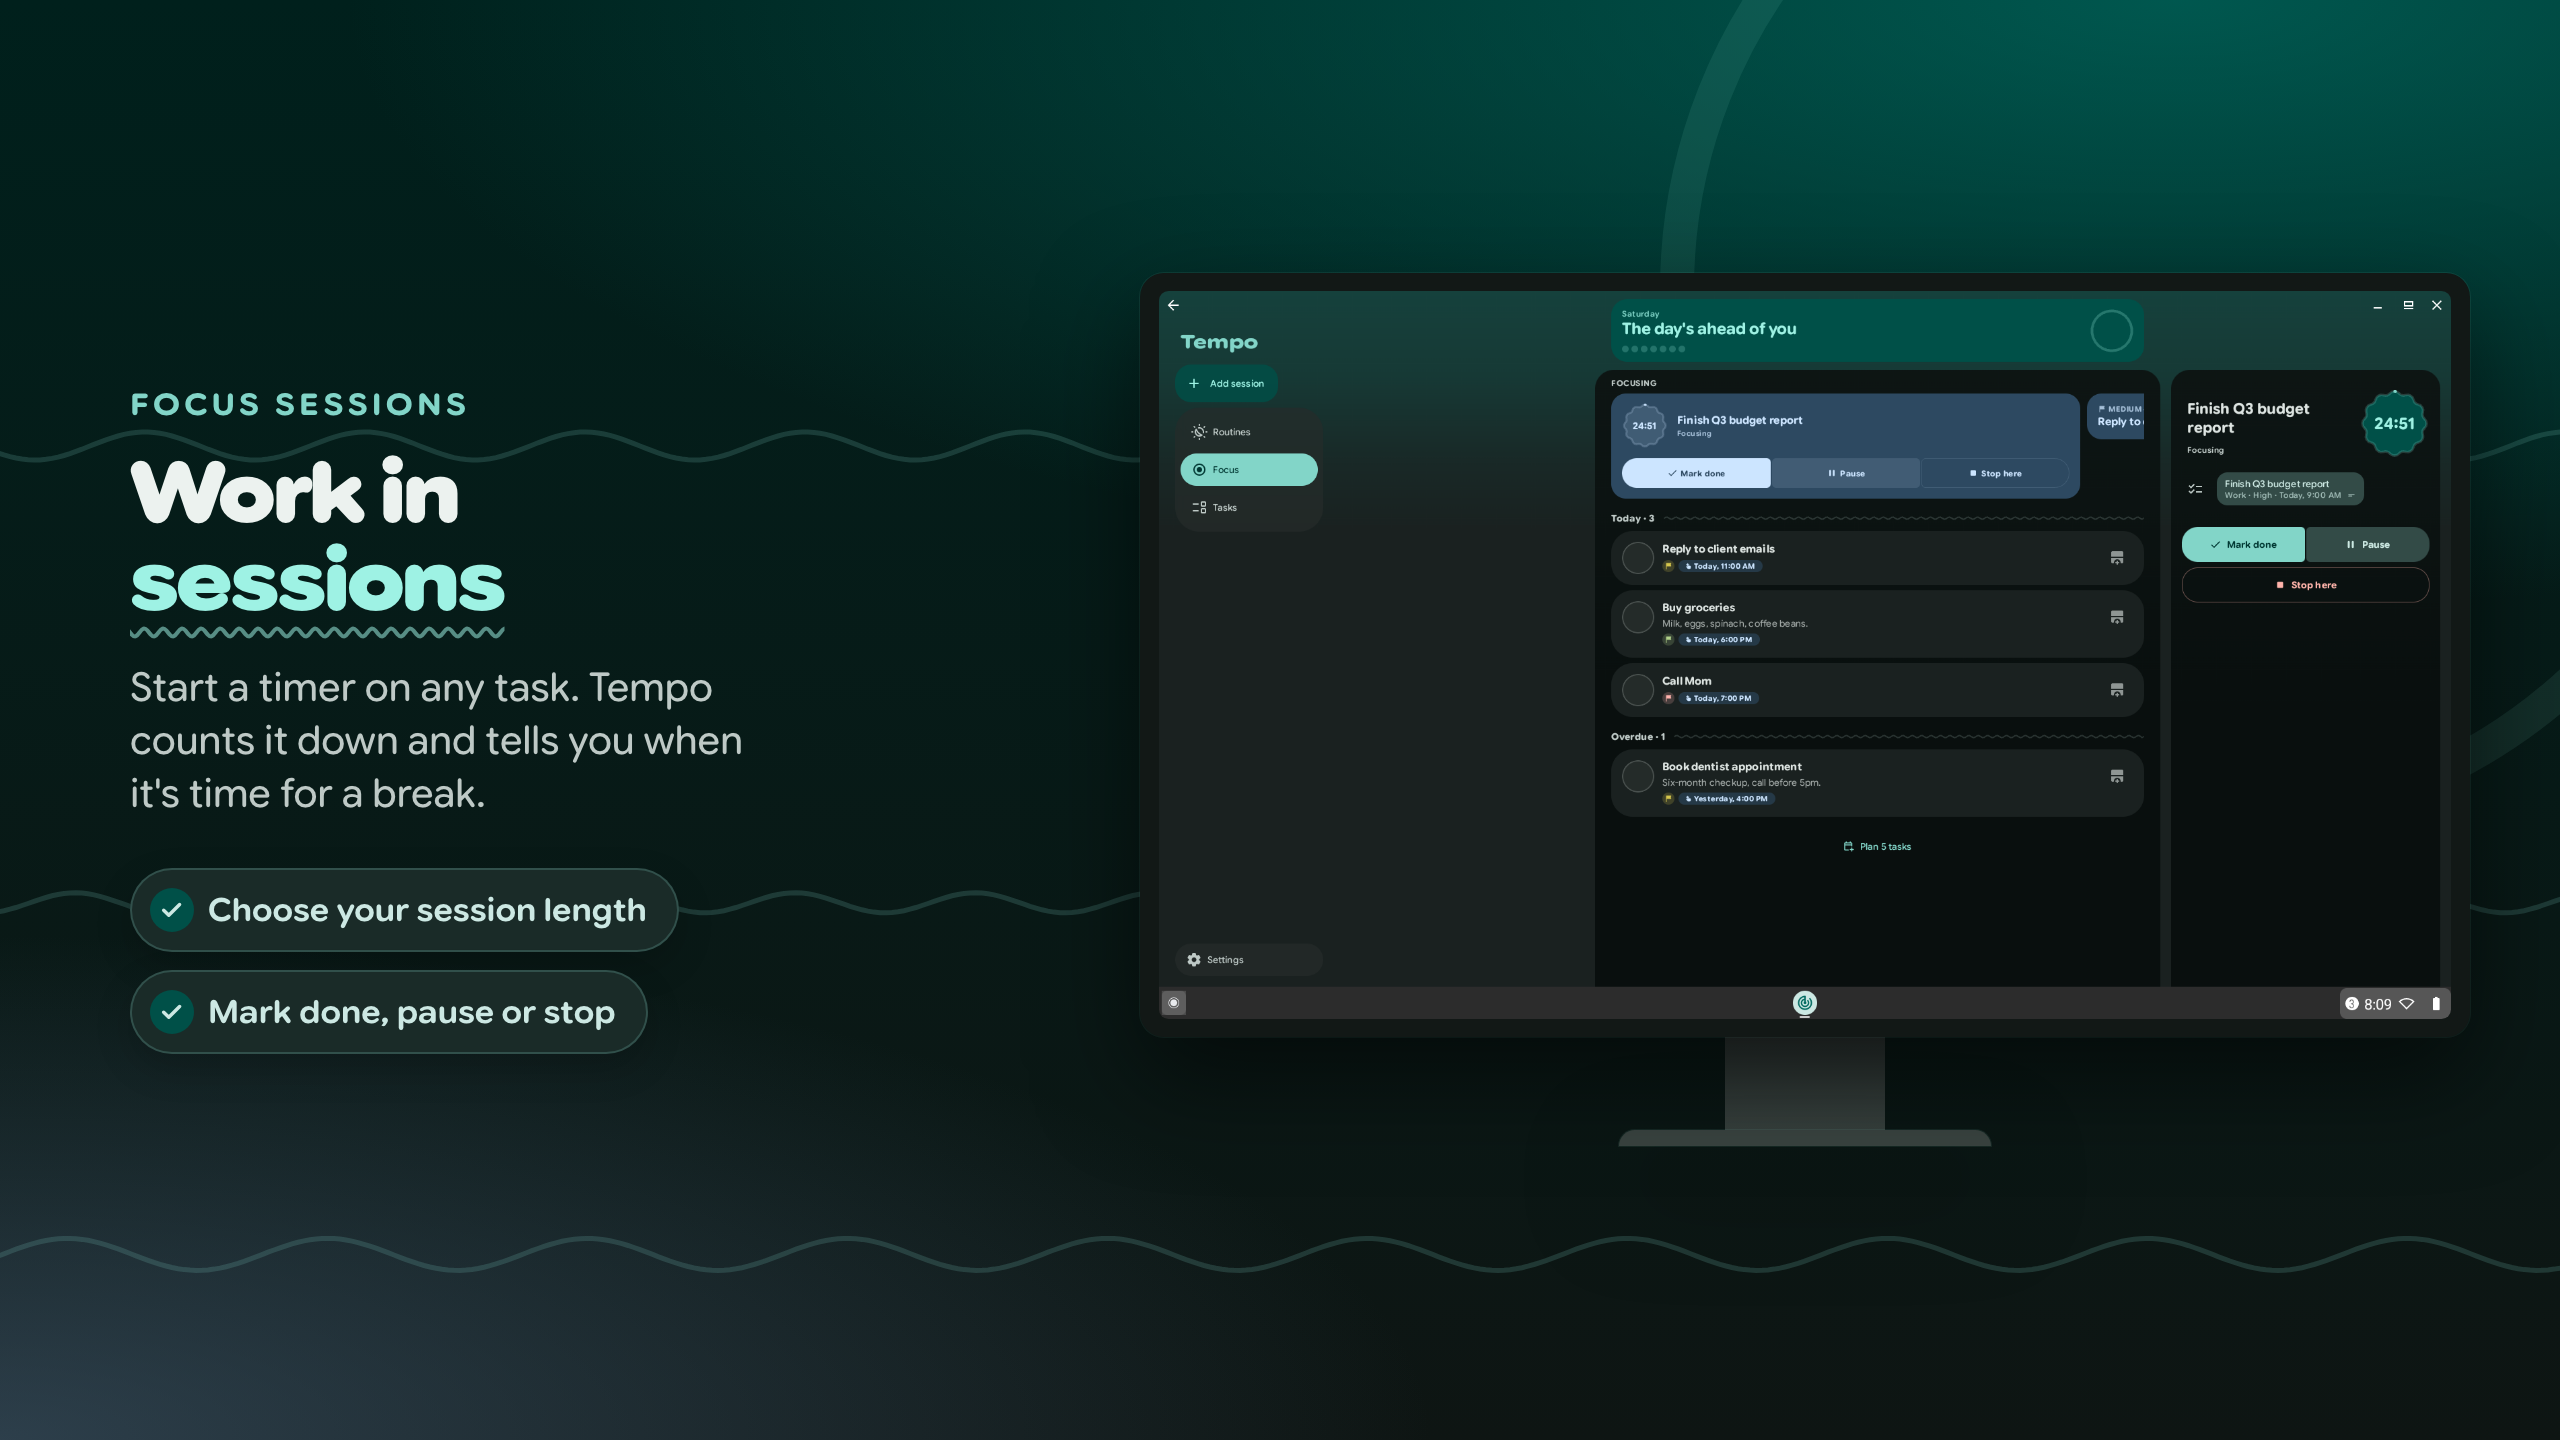 FOCUS SESSIONS
Work in
sessions
Start a timer on any task. Tempo
counts it down and tells you when
it's time for a break.
Choose your session length
Mark done, pause or stop
Tempo
Add session
Routines
Focus
Tasks
Settings
Saturday
The day's ahead of you
FOCUSING
24:51
Finish Q3 budget report
Focusing
Mark done
Pause
Stop here
MEDIUM
Reply to
Today · 3
Reply to client emails
Today, 11:00 AM
Buy groceries
Milk, eggs, spinach, coffee beans.
Today, 6:00 PM
Call Mom
Today, 7:00 PM
Overdue · 1
Book dentist appointment
Six-month checkup, call before 5pm.
Yesterday, 4:00 PM
Plan 5 tasks
Finish Q3 budget
report
Focusing
24:51
Finish Q3 budget report
Work · High · Today, 9:00 AM
Mark done
Pause
Stop here
3 8:09